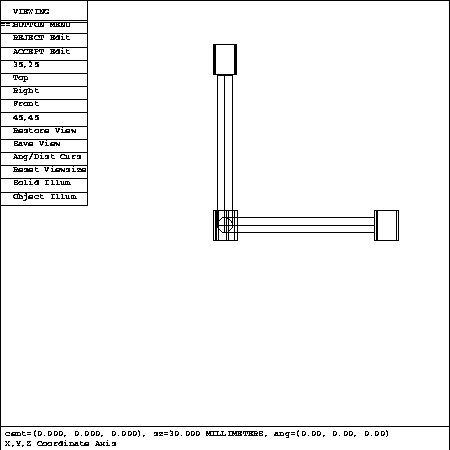 VIEWING
==BUTTON MENU
REJECT Edit
ACCEPT Edit
35,25
Top
Right
Front
45,45
Restore View
Save View
Ang/Dist Curs
Reset Viewsize
Solid Illum
Object Illum
cent=(0.000, 0.000, 0.000), sz=30.000 MILLIMETERS, ang=(0.00, 0.00, 0.00)
X,Y,Z Coordinate Axis